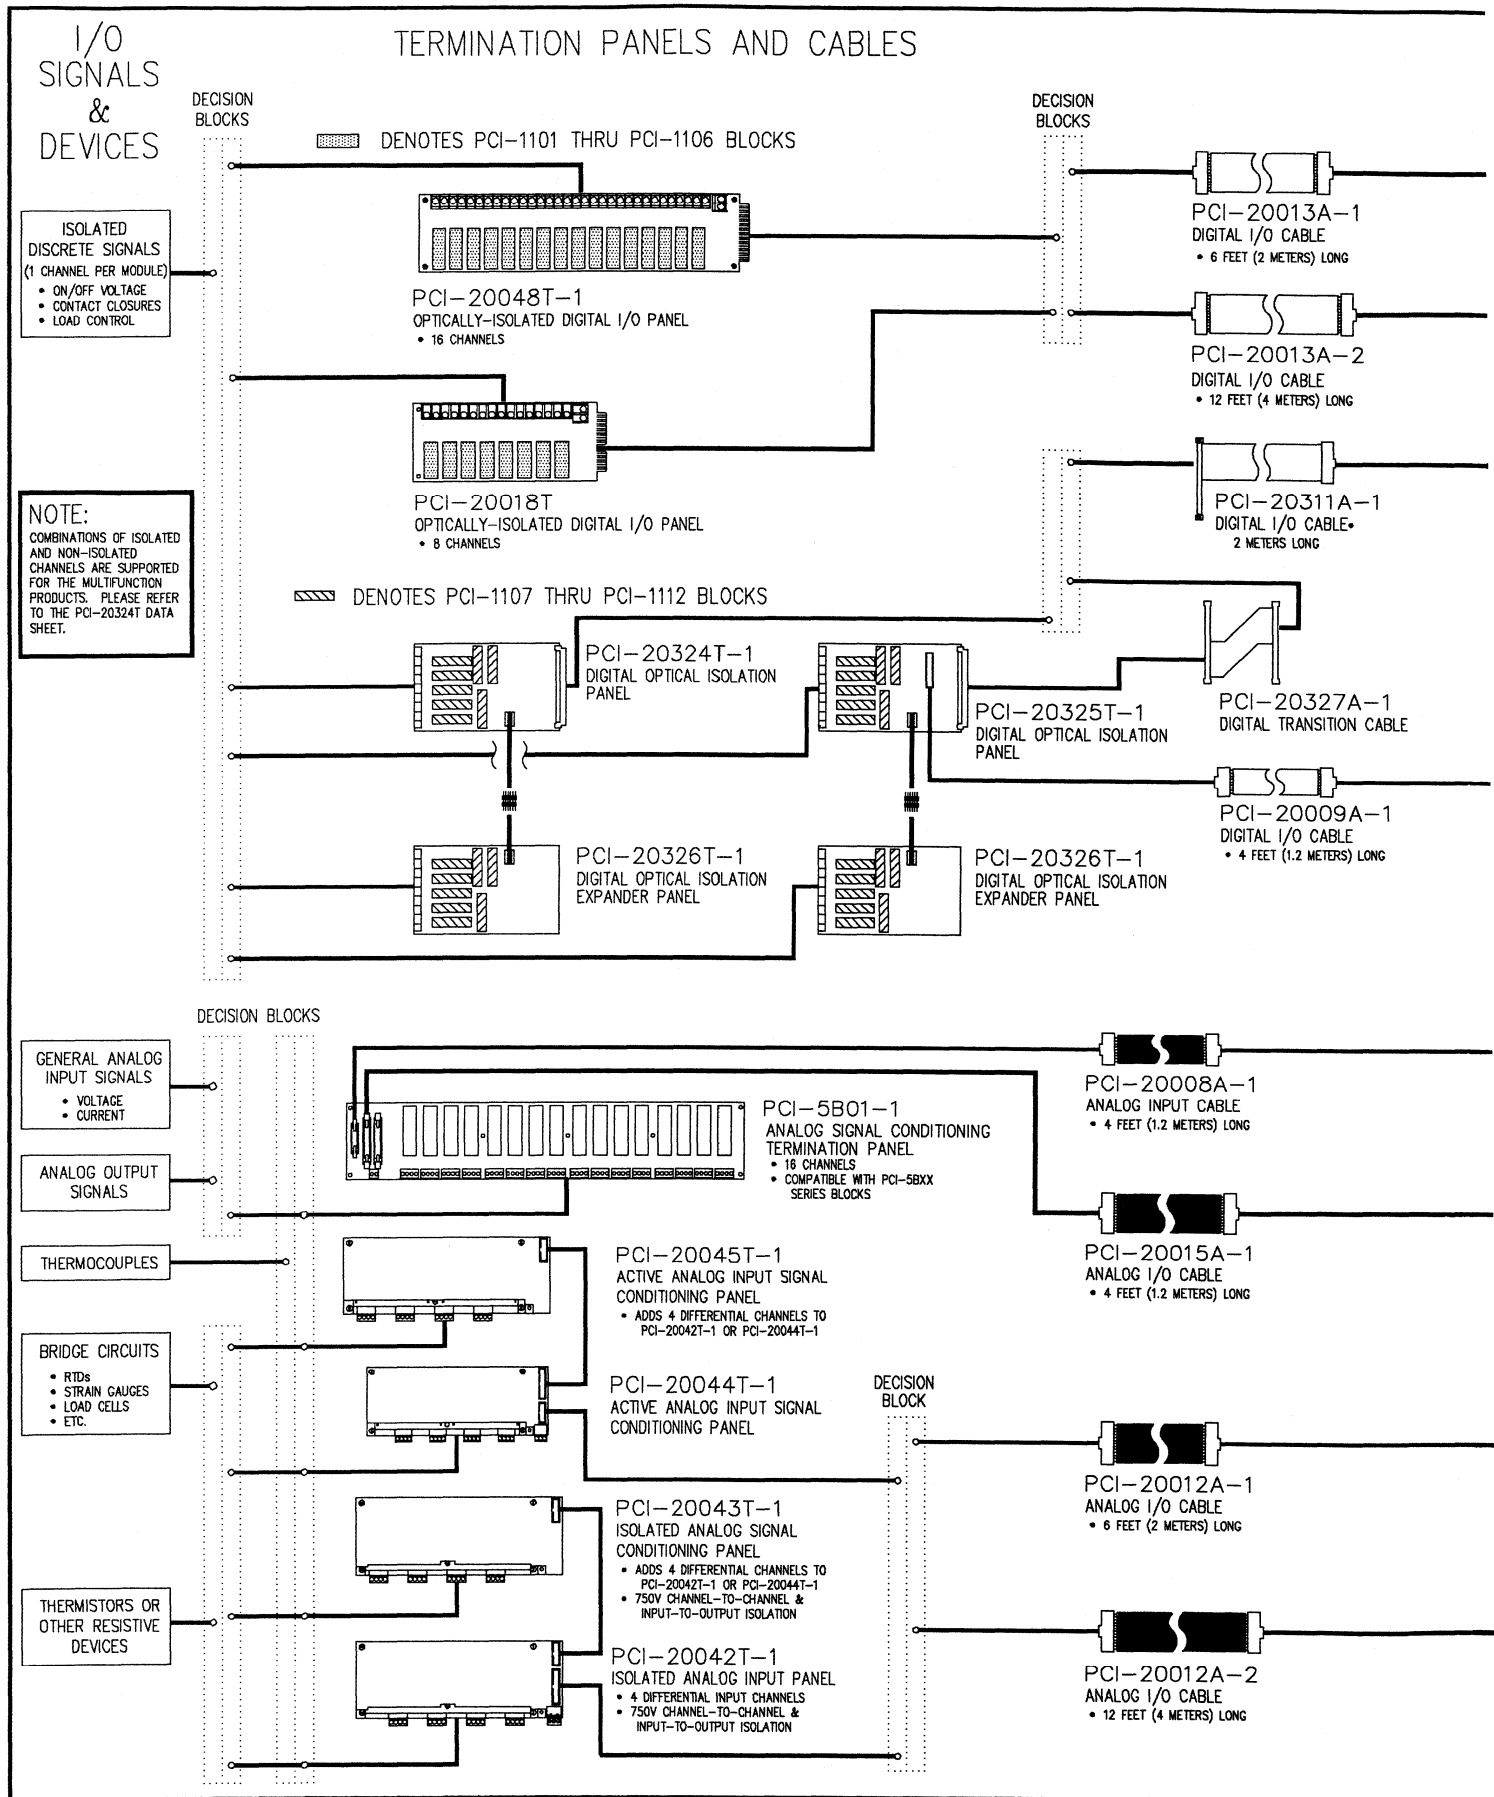 I/O
SIGNALS
&
DEVICES
TERMINATION PANELS AND CABLES
DECISION
BLOCKS
DECISION
BLOCKS
DENOTES PCI-1101 THRU PCI-1106 BLOCKS
ISOLATED
DISCRETE SIGNALS
(1 CHANNEL PER MODULE)
• ON/OFF VOLTAGE
• CONTACT CLOSURES
• LOAD CONTROL
PCI-20048T-1
OPTICALLY-ISOLATED DIGITAL I/O PANEL
• 16 CHANNELS
PCI-20013A-1
DIGITAL I/O CABLE
• 6 FEET (2 METERS) LONG
PCI-20013A-2
DIGITAL I/O CABLE
• 12 FEET (4 METERS) LONG
PCI-20018T
OPTICALLY-ISOLATED DIGITAL I/O PANEL
• 8 CHANNELS
PCI-20311A-1
DIGITAL I/O CABLE•
2 METERS LONG
NOTE:
COMBINATIONS OF ISOLATED
AND NON-ISOLATED
CHANNELS ARE SUPPORTED
FOR THE MULTIFUNCTION
PRODUCTS. PLEASE REFER
TO THE PCI-20324T DATA
SHEET.
DENOTES PCI-1107 THRU PCI-1112 BLOCKS
PCI-20324T-1
DIGITAL OPTICAL ISOLATION
PANEL
PCI-20325T-1
DIGITAL OPTICAL ISOLATION
PANEL
PCI-20327A-1
DIGITAL TRANSITION CABLE
PCI-20009A-1
DIGITAL I/O CABLE
• 4 FEET (1.2 METERS) LONG
PCI-20326T-1
DIGITAL OPTICAL ISOLATION
EXPANDER PANEL
PCI-20326T-1
DIGITAL OPTICAL ISOLATION
EXPANDER PANEL
DECISION BLOCKS
GENERAL ANALOG
INPUT SIGNALS
• VOLTAGE
• CURRENT
PCI-20008A-1
ANALOG INPUT CABLE
• 4 FEET (1.2 METERS) LONG
PCI-5B01-1
ANALOG SIGNAL CONDITIONING
TERMINATION PANEL
• 16 CHANNELS
• COMPATIBLE WITH PCI-5BXX
SERIES BLOCKS
ANALOG OUTPUT
SIGNALS
THERMOCOUPLES
PCI-20015A-1
ANALOG I/O CABLE
• 4 FEET (1.2 METERS) LONG
PCI-20045T-1
ACTIVE ANALOG INPUT SIGNAL
CONDITIONING PANEL
• ADDS 4 DIFFERENTIAL CHANNELS TO
PCI-20042T-1 OR PCI-20044T-1
BRIDGE CIRCUITS
• RTDs
• STRAIN GAUGES
• LOAD CELLS
• ETC.
PCI-20044T-1
ACTIVE ANALOG INPUT SIGNAL
CONDITIONING PANEL
DECISION
BLOCK
PCI-20012A-1
ANALOG I/O CABLE
• 6 FEET (2 METERS) LONG
PCI-20043T-1
ISOLATED ANALOG SIGNAL
CONDITIONING PANEL
• ADDS 4 DIFFERENTIAL CHANNELS TO
PCI-20042T-1 OR PCI-20044T-1
• 750V CHANNEL-TO-CHANNEL &
INPUT-TO-OUTPUT ISOLATION
THERMISTORS OR
OTHER RESISTIVE
DEVICES
PCI-20042T-1
ISOLATED ANALOG INPUT PANEL
• 4 DIFFERENTIAL INPUT CHANNELS
• 750V CHANNEL-TO-CHANNEL &
INPUT-TO-OUTPUT ISOLATION
PCI-20012A-2
ANALOG I/O CABLE
• 12 FEET (4 METERS) LONG